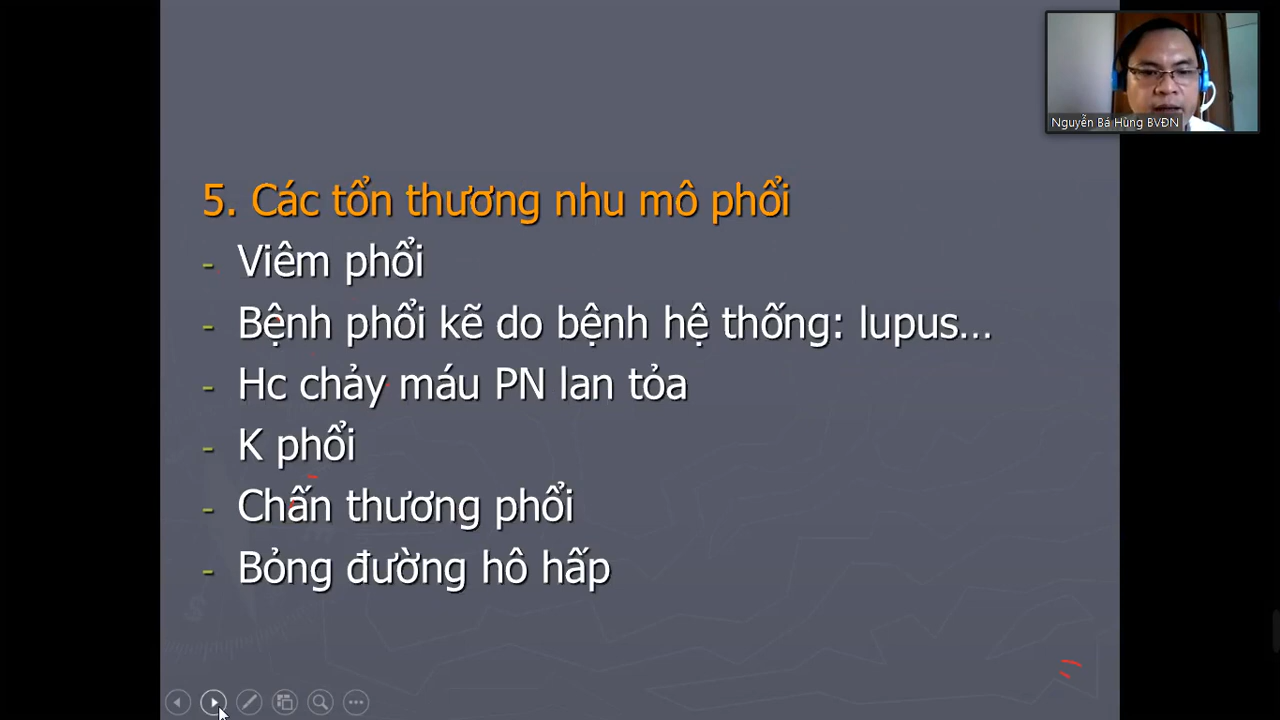 Nguyễn Bá Hùng BVĐN
5. Các tổn thương nhu mô phổi
- Viêm phổi
- Bệnh phổi kẽ do bệnh hệ thống: lupus...
- Hc chảy máu PN lan tỏa
- K phổi
- Chấn thương phổi
- Bỏng đường hô hấp